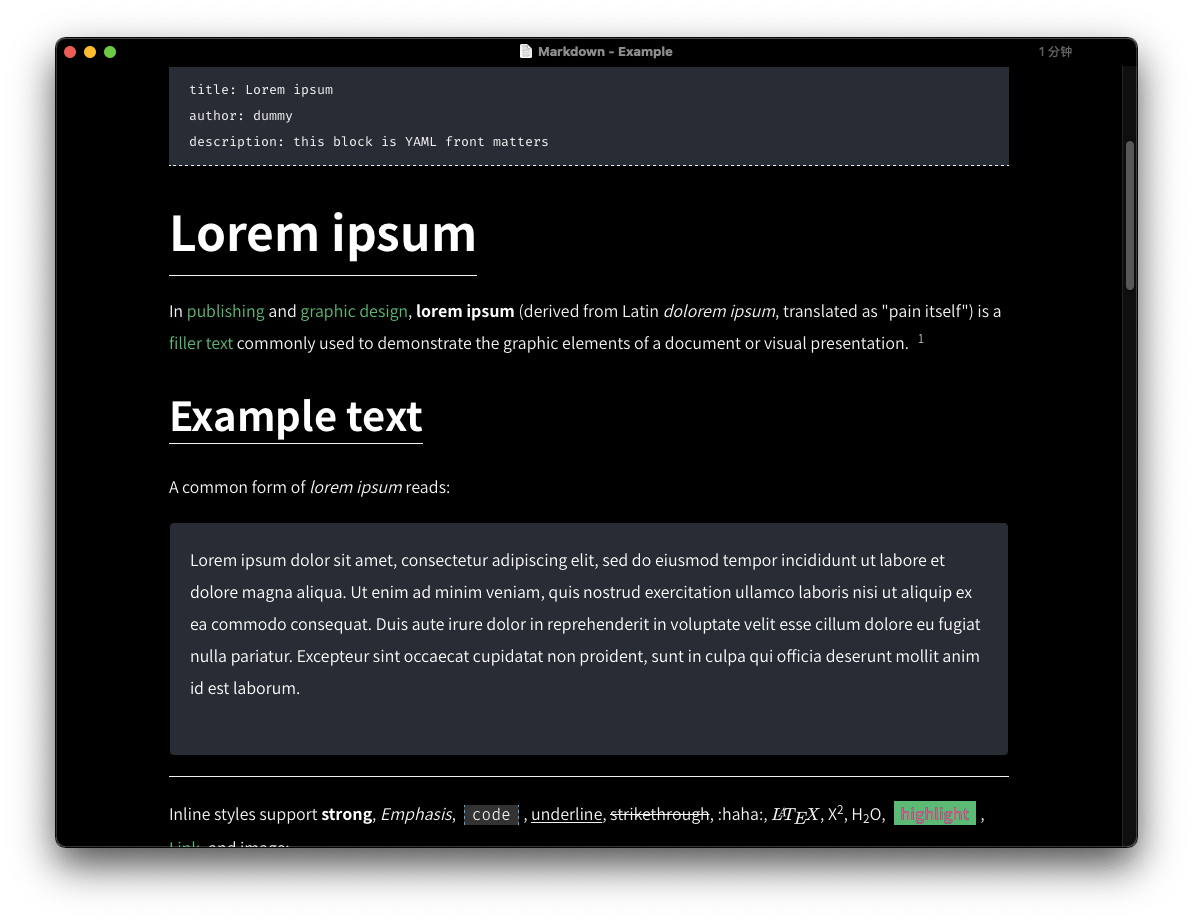 Markdown - Example
1 分钟
title: Lorem ipsum
author: dummy
description: this block is YAML front matters
Lorem ipsum
In publishing and graphic design, lorem ipsum (derived from Latin dolorem ipsum, translated as "pain itself") is a
filler text commonly used to demonstrate the graphic elements of a document or visual presentation. 1
Example text
A common form of lorem ipsum reads:
Lorem ipsum dolor sit amet, consectetur adipiscing elit, sed do eiusmod tempor incididunt ut labore et
dolore magna aliqua. Ut enim ad minim veniam, quis nostrud exercitation ullamco laboris nisi ut aliquip ex
ea commodo consequat. Duis aute irure dolor in reprehenderit in voluptate velit esse cillum dolore eu fugiat
nulla pariatur. Excepteur sint occaecat cupidatat non proident, sunt in culpa qui officia deserunt mollit anim
id est laborum.
Inline styles support strong, Emphasis, code , underline, strikethrough, :haha:, LATEX, X2, H2O, highlight ,
Link, and image: